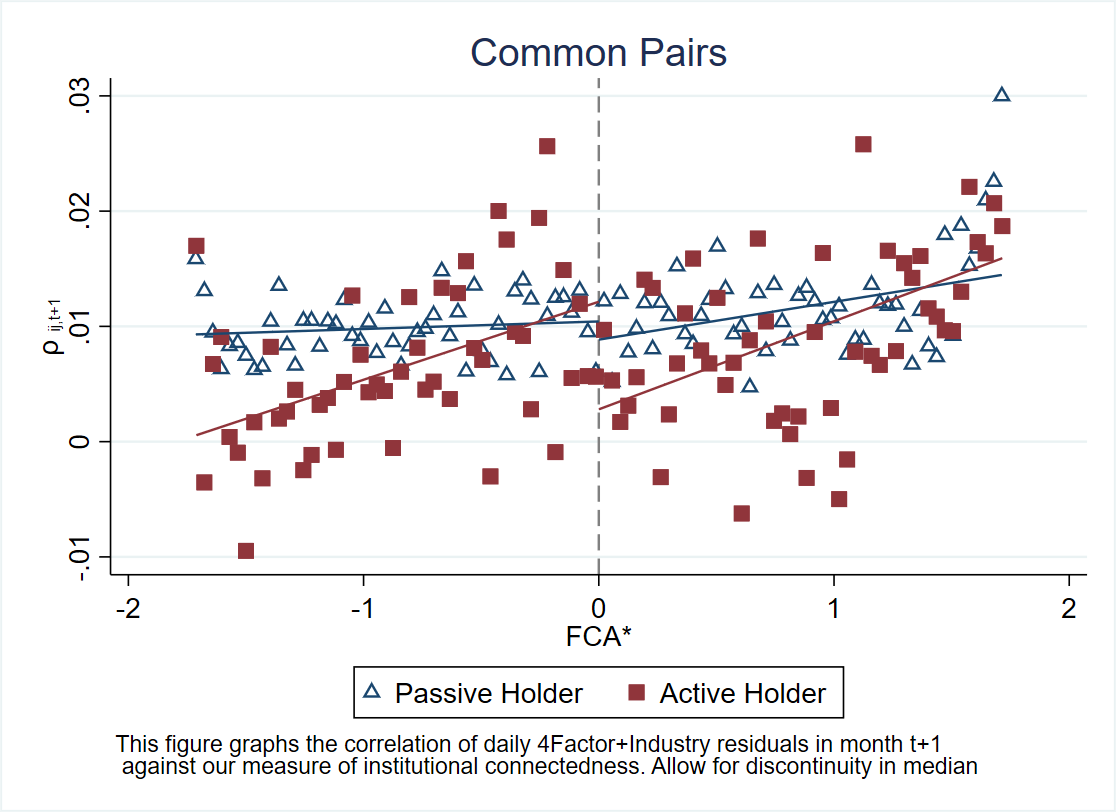 Common Pairs
.03
.02
.01
0
-.01
ρ ij,t+1
-2 -1 0 1 2
FCA*
Passive Holder Active Holder
This figure graphs the correlation of daily 4Factor+Industry residuals in month t+1
against our measure of institutional connectedness. Allow for discontinuity in median